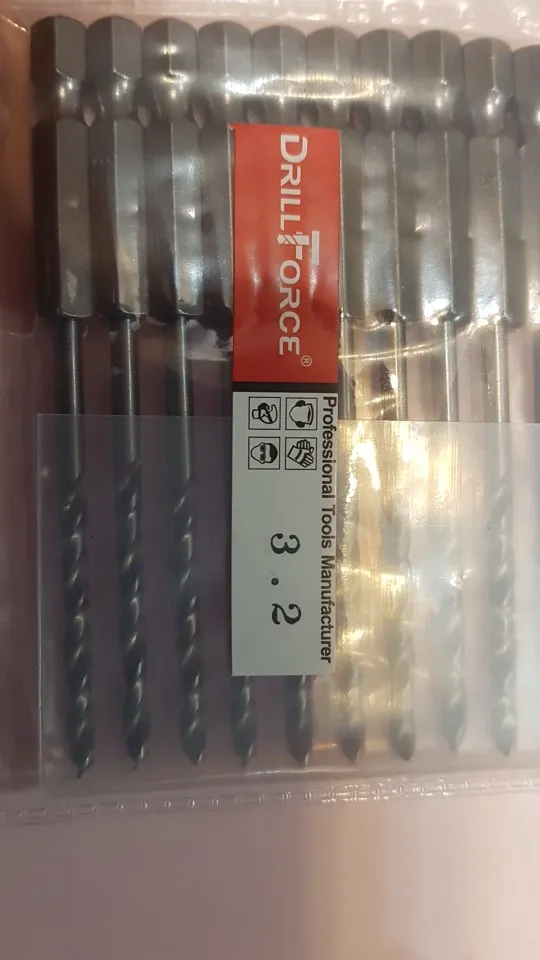 DRILLFORCE®
Professional Tools Manufacturer
3.2